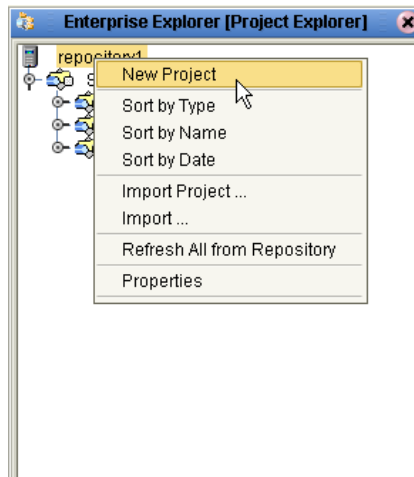 Enterprise Explorer [Project Explorer]
repository1
S
New Project
Sort by Type
Sort by Name
Sort by Date
Import Project ...
Import ...
Refresh All from Repository
Properties